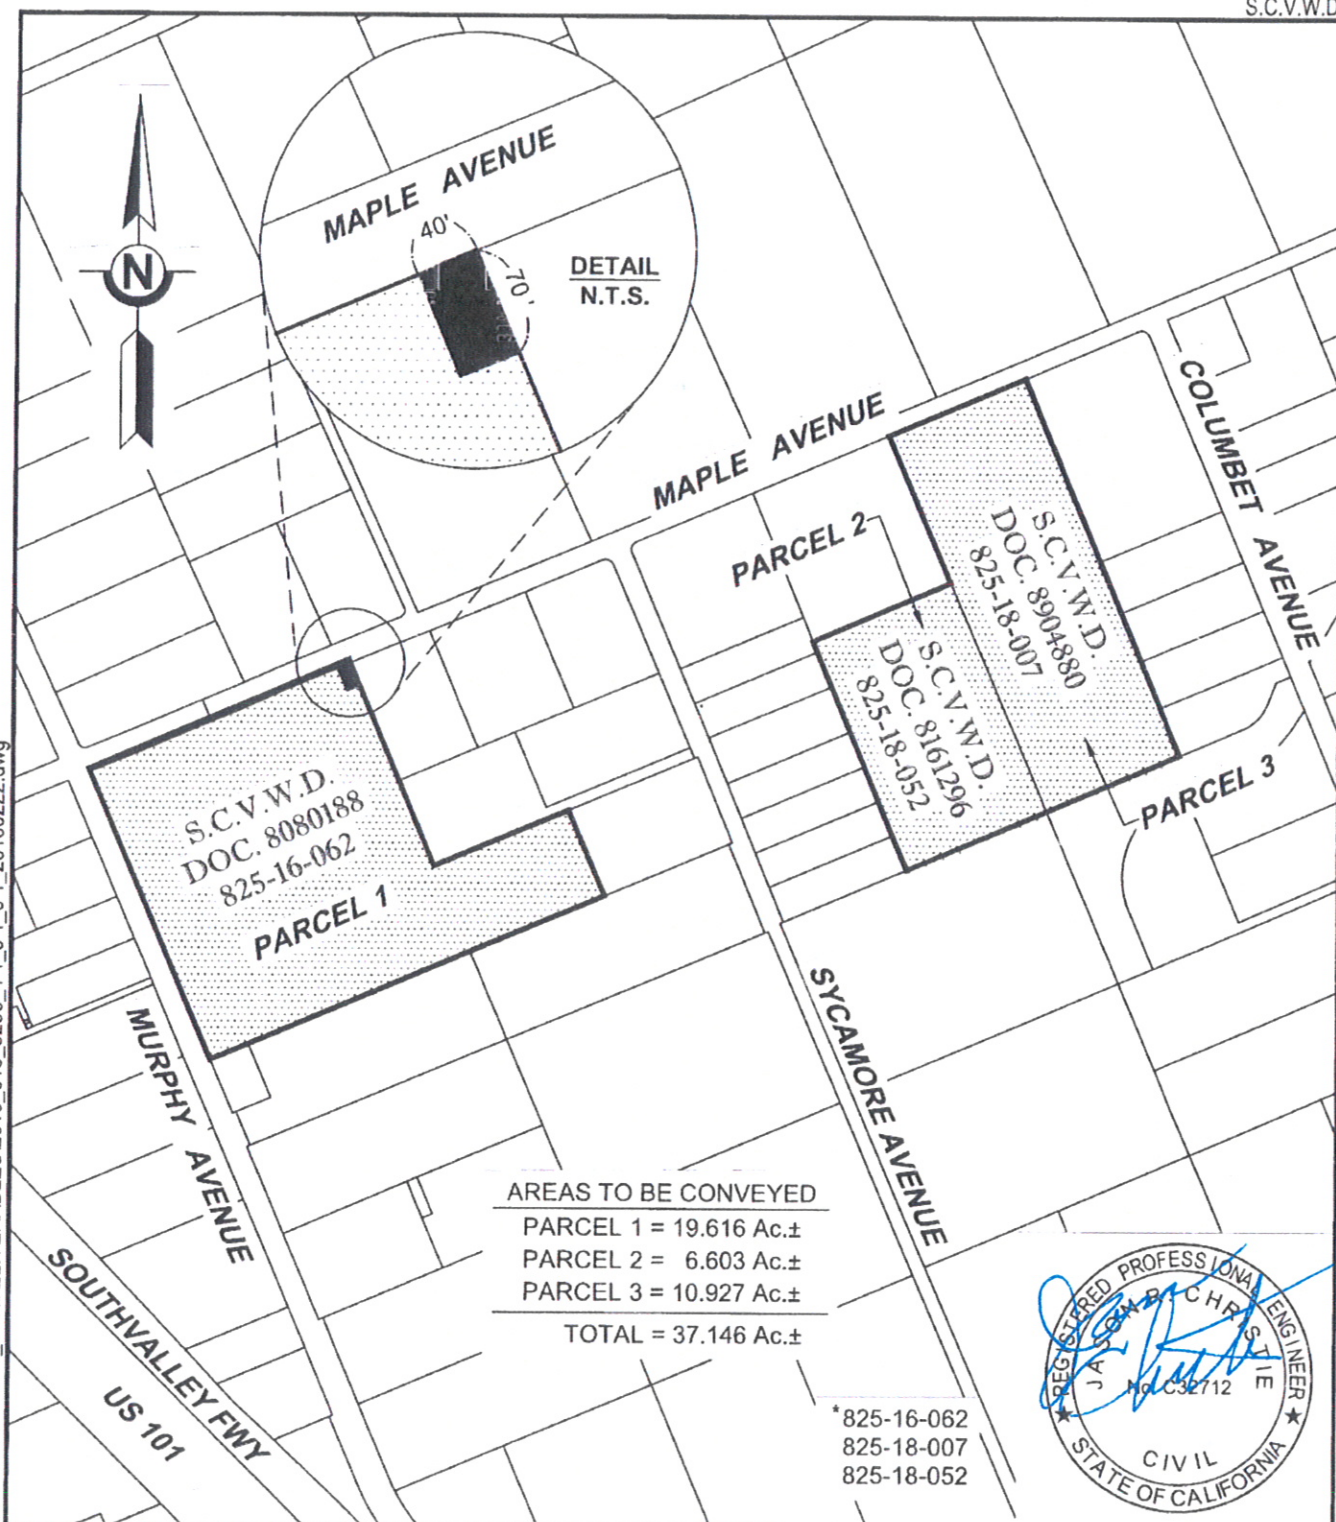 S.C.V.W.D
MAPLE AVENUE
40'
70'
DETAIL
N.T.S.
N
COLUMBET AVENUE
MAPLE AVENUE
PARCEL 2
S.C.V.W.D.
DOC. 8904880
825-18-007
S.C.V.W.D.
DOC. 8161296
825-18-052
PARCEL 3
S.C.V.W.D.
DOC. 8080188
825-16-062
PARCEL 1
MURPHY AVENUE
SYCAMORE AVENUE
AREAS TO BE CONVEYED
PARCEL 1 = 19.616 Ac.±
PARCEL 2 = 6.603 Ac.±
PARCEL 3 = 10.927 Ac.±
TOTAL = 37.146 Ac.±
SOUTHVALLEY FWY
US 101
*825-16-062
825-18-007
825-18-052
REGISTERED PROFESSIONAL ENGINEER
JASON B. CHRISTIE
No. C32712
CIVIL
STATE OF CALIFORNIA